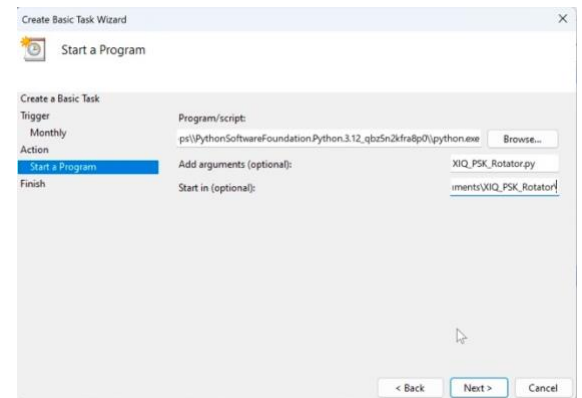 Create Basic Task Wizard
Start a Program
Create a Basic Task
Trigger
Monthly
Action
Start a Program
Finish
Program/script:
ps\\PythonSoftwareFoundation.Python.3.12_qbz5n2kfra8p0\\python.exe Browse...
Add arguments (optional): XIQ_PSK_Rotator.py
Start in (optional): iments\XIQ_PSK_Rotator\
< Back Next > Cancel